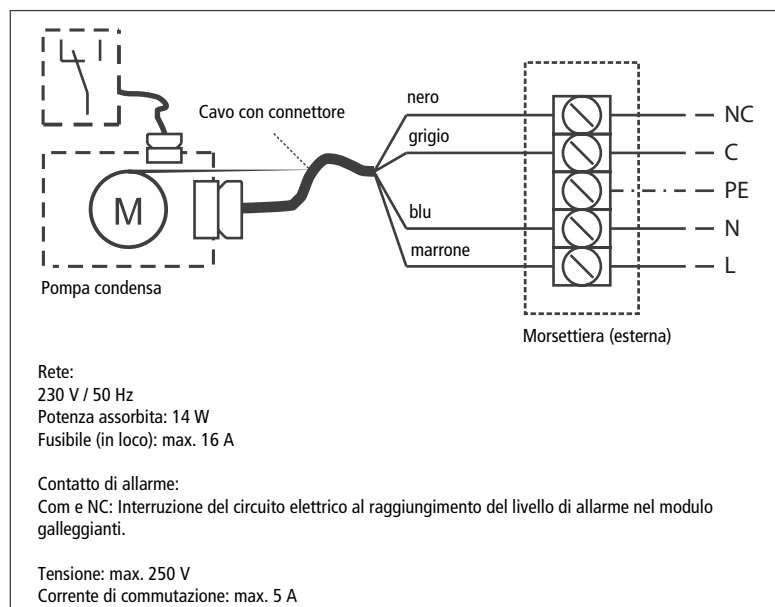 Cavo con connettore
nero
grigio
blu
marrone
NC
C
PE
N
L
M
Pompa condensa
Morsettiera (esterna)
Rete:
230 V / 50 Hz
Potenza assorbita: 14 W
Fusibile (in loco): max. 16 A
Contatto di allarme:
Com e NC: Interruzione del circuito elettrico al raggiungimento del livello di allarme nel modulo
galleggianti.
Tensione: max. 250 V
Corrente di commutazione: max. 5 A